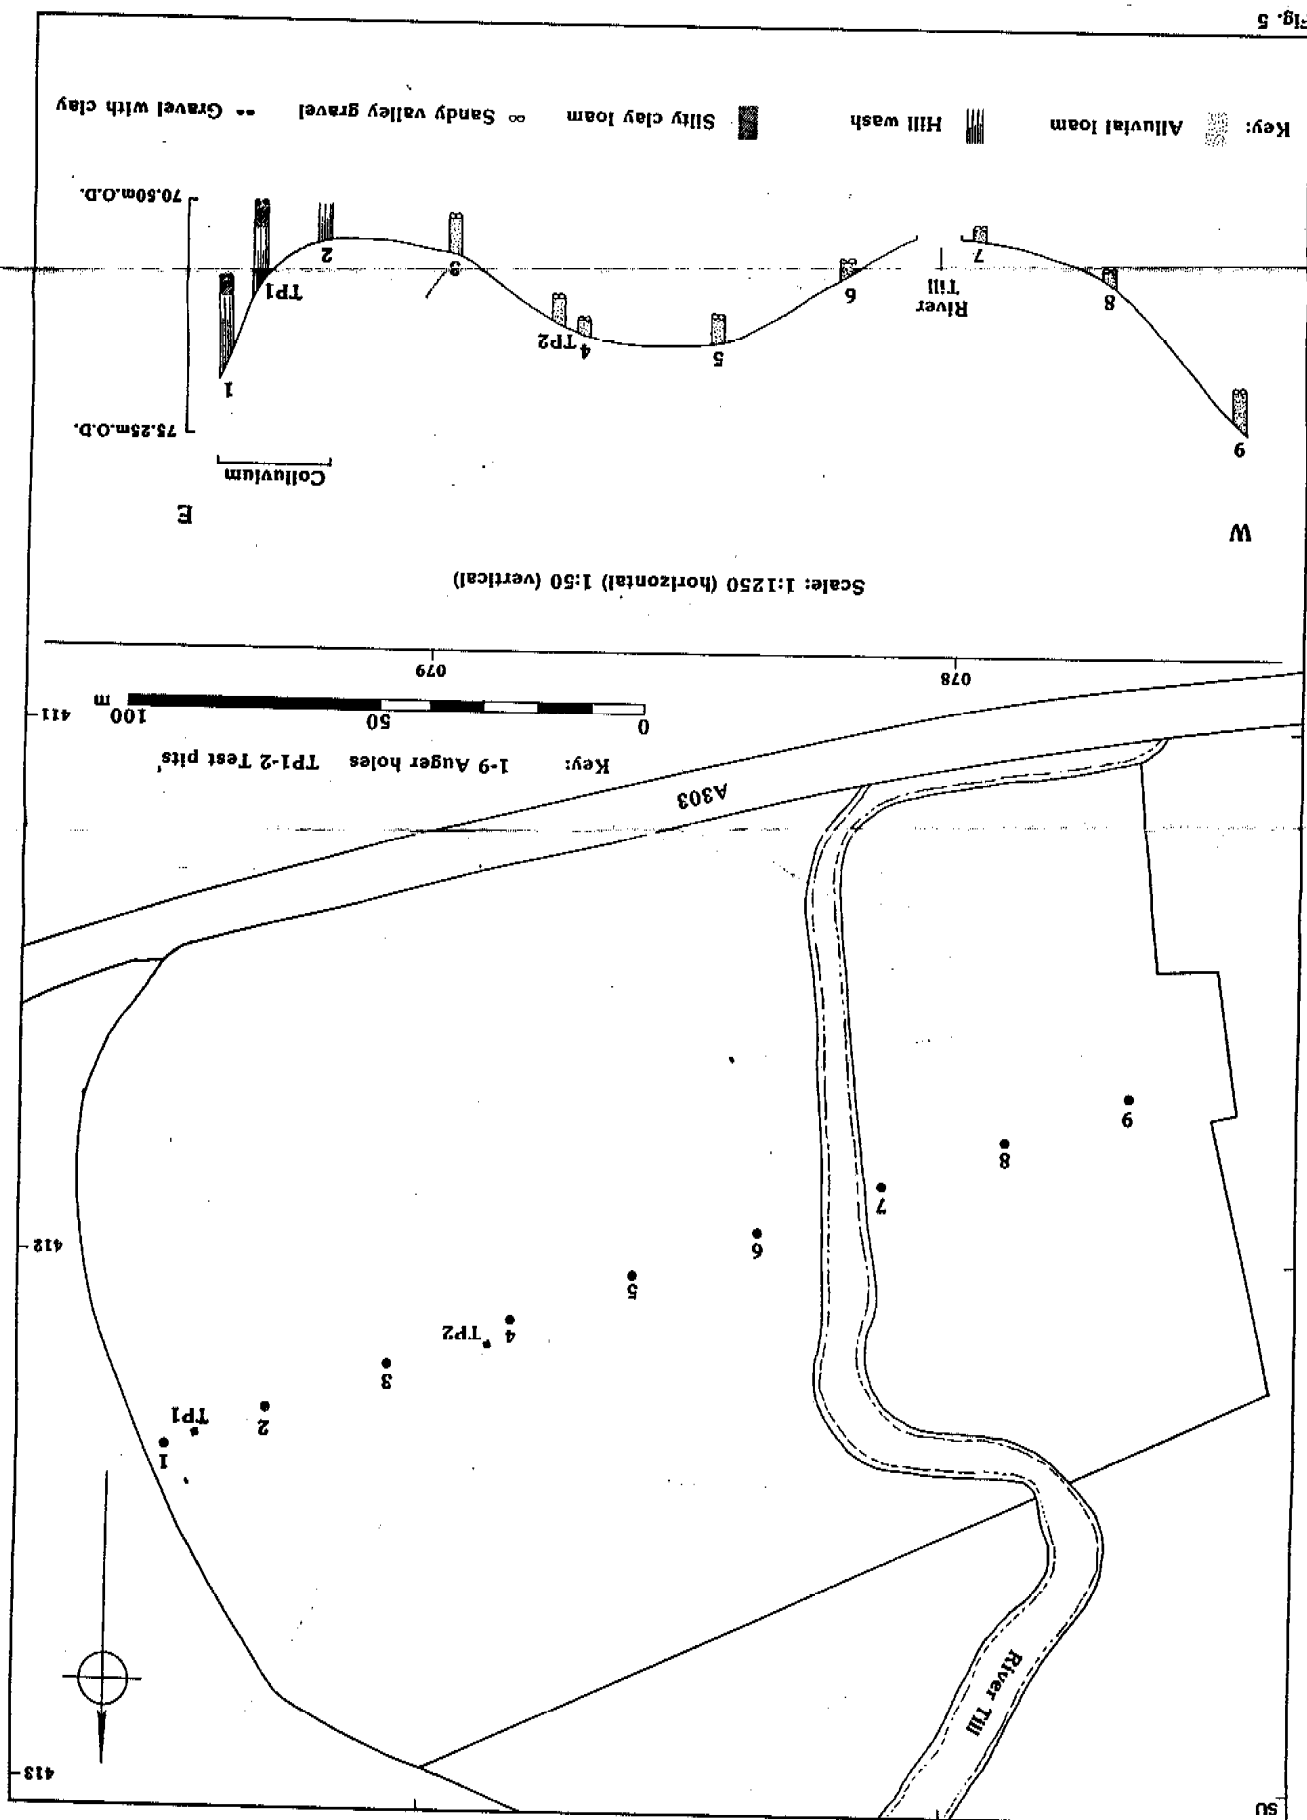 SU
413
River Till
1
TP1
2
3
4 TP2
5
6
7
8
9
412
A303
Key: 1-9 Auger holes TP1-2 Test pits
0 50 100 m
411
078 079
Scale: 1:1250 (horizontal) 1:50 (vertical)
W E
Colluvium
9
75.25m.O.D.
1
5
4 TP2
8
River
Till
6
TP1
7
3
2
70.50m.O.D.
Key: Alluvial loam Hill wash Silty clay loam Sandy valley gravel Gravel with clay
Fig. 5